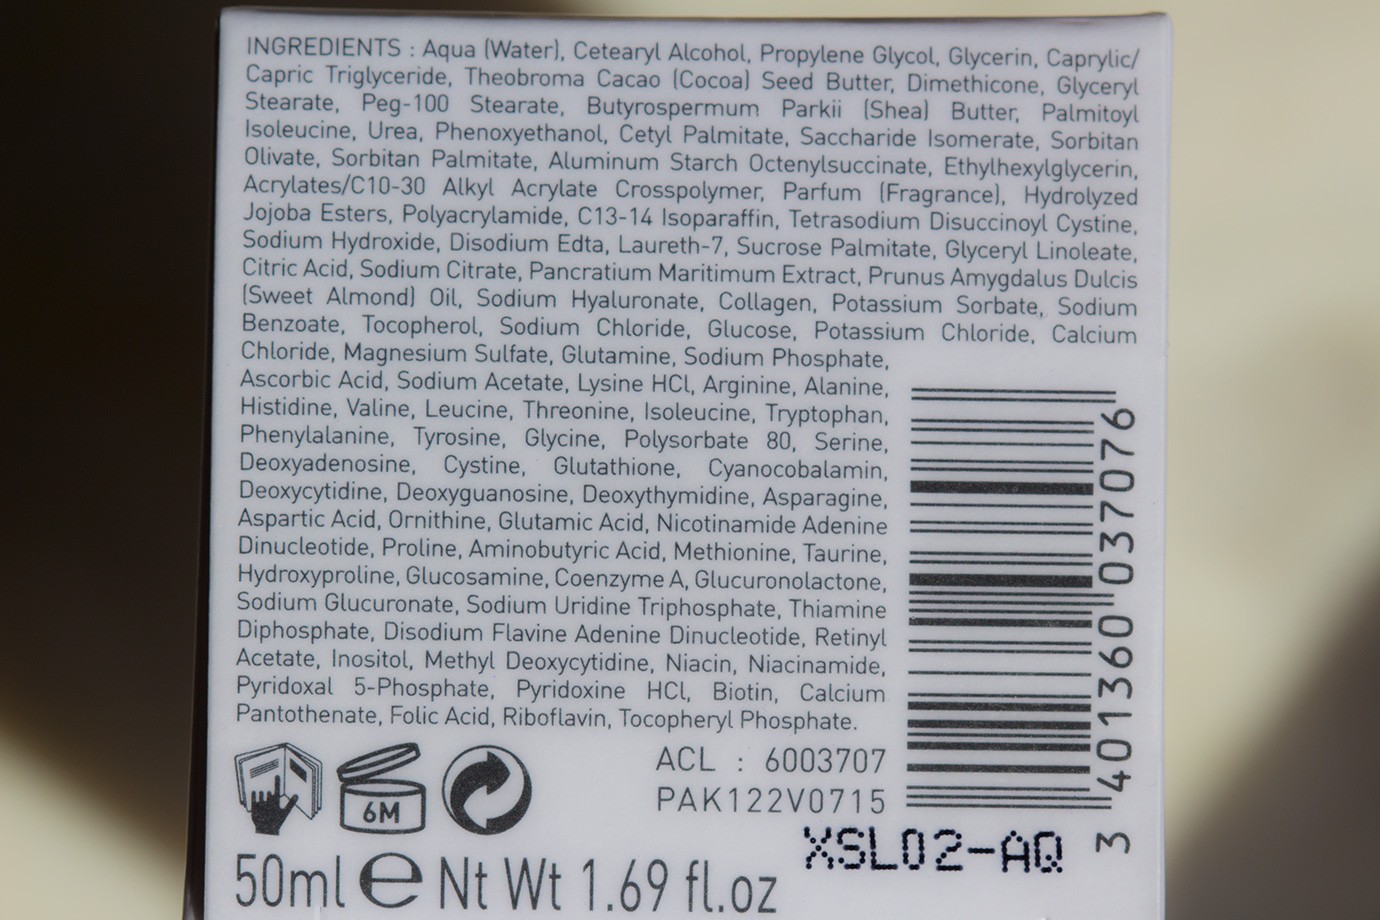 INGREDIENTS : Aqua (Water), Cetearyl Alcohol, Propylene Glycol, Glycerin, Caprylic/
Capric Triglyceride, Theobroma Cacao (Cocoa) Seed Butter, Dimethicone, Glyceryl
Stearate, Peg-100 Stearate, Butyrospermum Parkii (Shea) Butter, Palmitoyl
Isoleucine, Urea, Phenoxyethanol, Cetyl Palmitate, Saccharide Isomerate, Sorbitan
Olivate, Sorbitan Palmitate, Aluminum Starch Octenylsuccinate, Ethylhexylglycerin,
Acrylates/C10-30 Alkyl Acrylate Crosspolymer, Parfum (Fragrance), Hydrolyzed
Jojoba Esters, Polyacrylamide, C13-14 Isoparaffin, Tetrasodium Disuccinoyl Cystine,
Sodium Hydroxide, Disodium Edta, Laureth-7, Sucrose Palmitate, Glyceryl Linoleate,
Citric Acid, Sodium Citrate, Pancratium Maritimum Extract, Prunus Amygdalus Dulcis
(Sweet Almond) Oil, Sodium Hyaluronate, Collagen, Potassium Sorbate, Sodium
Benzoate, Tocopherol, Sodium Chloride, Glucose, Potassium Chloride, Calcium
Chloride, Magnesium Sulfate, Glutamine, Sodium Phosphate,
Ascorbic Acid, Sodium Acetate, Lysine HCl, Arginine, Alanine,
Histidine, Valine, Leucine, Threonine, Isoleucine, Tryptophan,
Phenylalanine, Tyrosine, Glycine, Polysorbate 80, Serine,
Deoxyadenosine, Cystine, Glutathione, Cyanocobalamin,
Deoxycytidine, Deoxyguanosine, Deoxythymidine, Asparagine,
Aspartic Acid, Ornithine, Glutamic Acid, Nicotinamide Adenine
Dinucleotide, Proline, Aminobutyric Acid, Methionine, Taurine,
Hydroxyproline, Glucosamine, Coenzyme A, Glucuronolactone,
Sodium Glucuronate, Sodium Uridine Triphosphate, Thiamine
Diphosphate, Disodium Flavine Adenine Dinucleotide, Retinyl
Acetate, Inositol, Methyl Deoxycytidine, Niacin, Niacinamide,
Pyridoxal 5-Phosphate, Pyridoxine HCl, Biotin, Calcium
Pantothenate, Folic Acid, Riboflavin, Tocopheryl Phosphate.
3 401360 037076
6M
ACL : 6003707
PAK122V0715
XSL02-AQ
50ml e Nt Wt 1.69 fl.oz